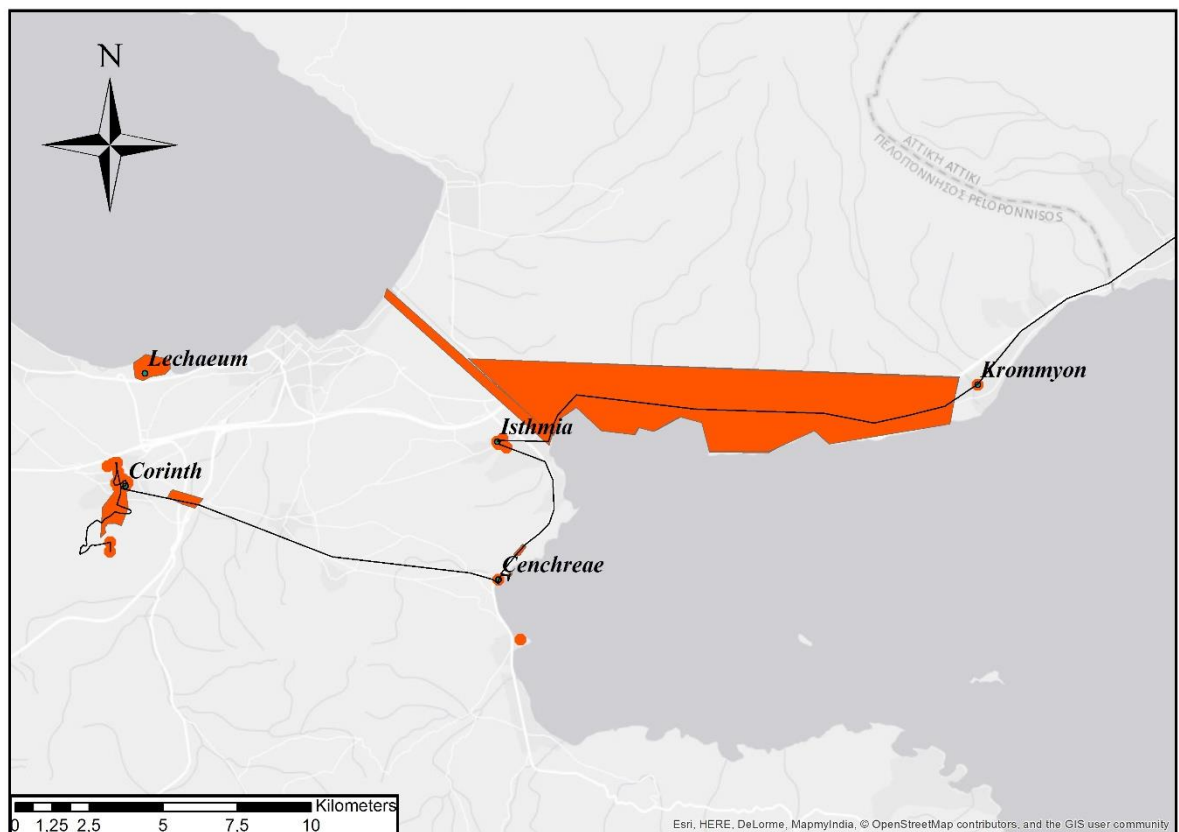 N
ΑΤΤΙΚΗ ATTIKI
ΠΕΛΟΠΟΝΝΗΣΟΣ PELOPONNISOS
Lechaeum
Krommyon
Isthmia
Corinth
Cenchreae
Kilometers
0 1.25 2.5 5 7.5 10
Esri, HERE, DeLorme, MapmyIndia, © OpenStreetMap contributors, and the GIS user community